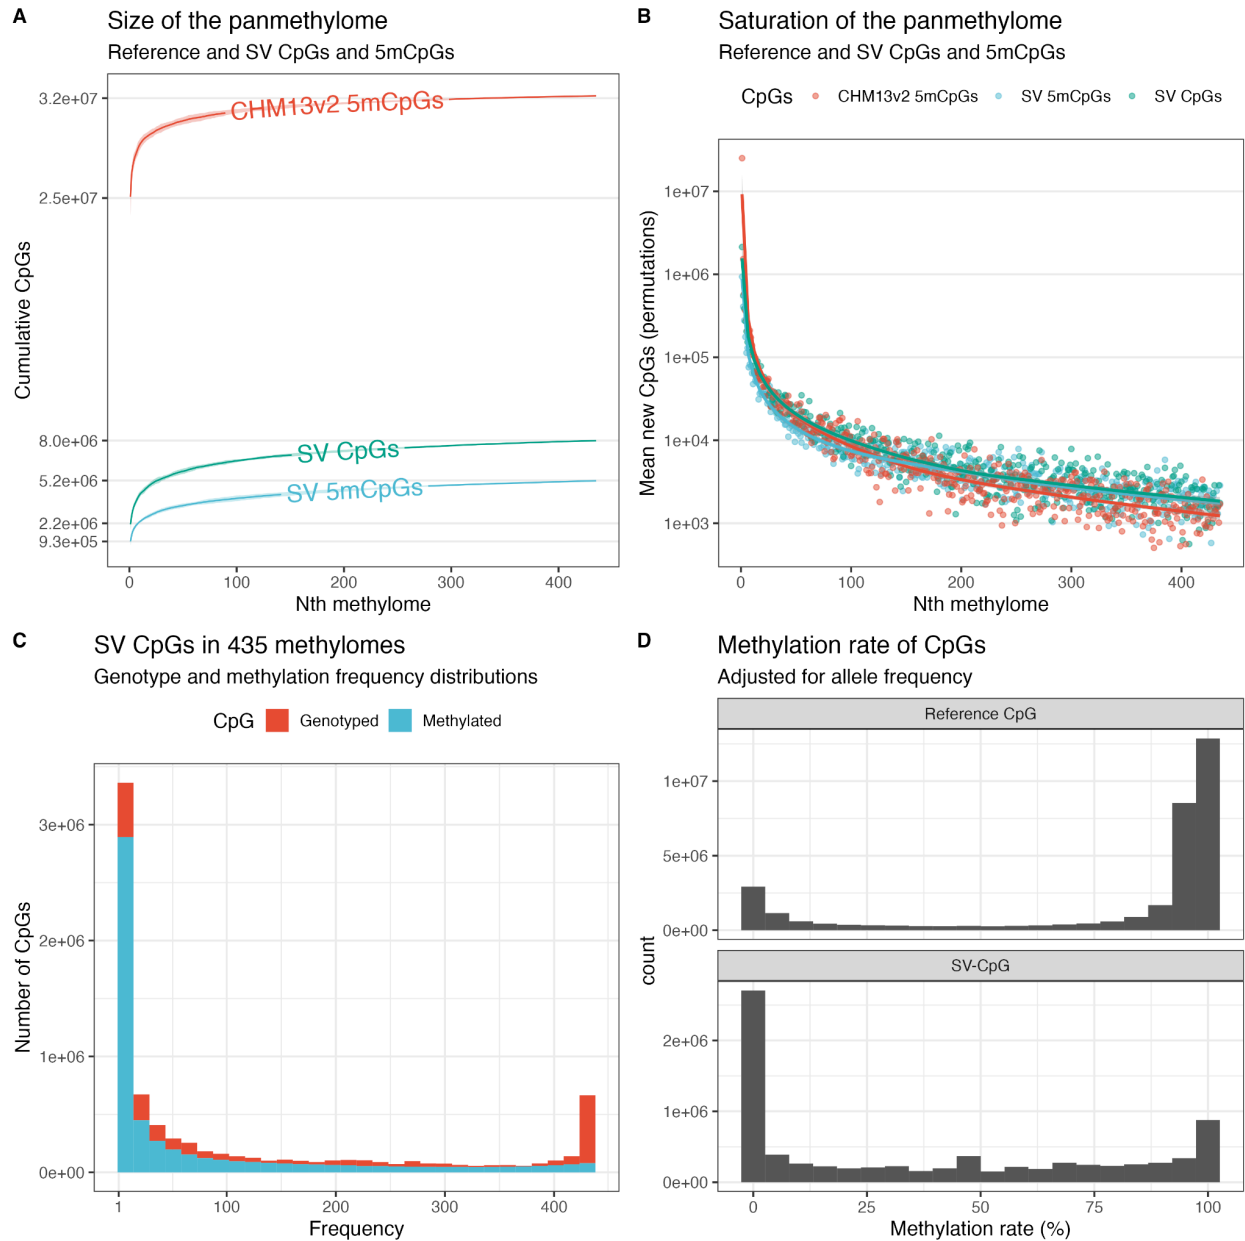 A
Size of the panmethylome
Reference and SV CpGs and 5mCpGs
Cumulative CpGs
3.2e+07
2.5e+07
8.0e+06
5.2e+06
2.2e+06
9.3e+05
CHM13v2 5mCpGs
SV CpGs
SV 5mCpGs
0
100
200
300
400
Nth methylome
B
Saturation of the panmethylome
Reference and SV CpGs and 5mCpGs
CpGs CHM13v2 5mCpGs SV 5mCpGs SV CpGs
Mean new CpGs (permutations)
1e+07
1e+06
1e+05
1e+04
1e+03
0
100
200
300
400
Nth methylome
C
SV CpGs in 435 methylomes
Genotype and methylation frequency distributions
CpG Genotyped Methylated
Number of CpGs
3e+06
2e+06
1e+06
0e+00
1
100
200
300
400
Frequency
D
Methylation rate of CpGs
Adjusted for allele frequency
Reference CpG
1e+07
5e+06
0e+00
count
SV-CpG
2e+06
1e+06
0e+00
0
25
50
75
100
Methylation rate (%)